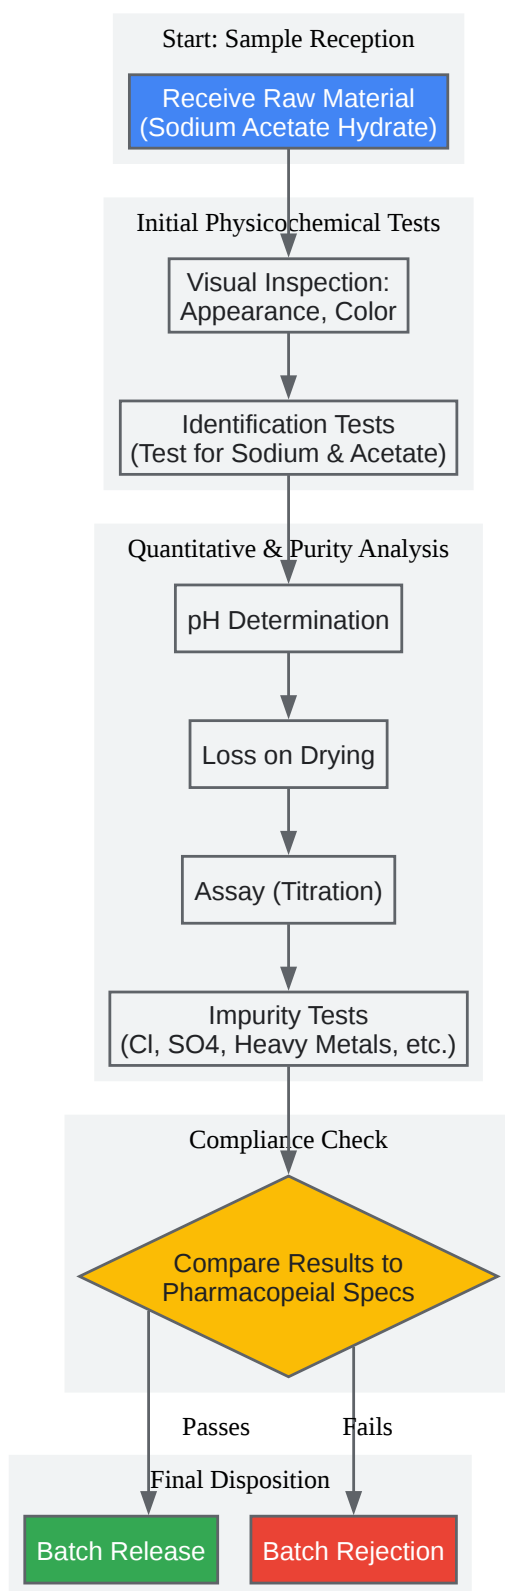 Start: Sample Reception
Receive Raw Material
(Sodium Acetate Hydrate)
Initial Physicochemical Tests
Visual Inspection:
Appearance, Color
Identification Tests
(Test for Sodium & Acetate)
Quantitative & Purity Analysis
pH Determination
Loss on Drying
Assay (Titration)
Impurity Tests
(Cl, SO4, Heavy Metals, etc.)
Compliance Check
Compare Results to
Pharmacopeial Specs
Passes
Fails
Final Disposition
Batch Release
Batch Rejection